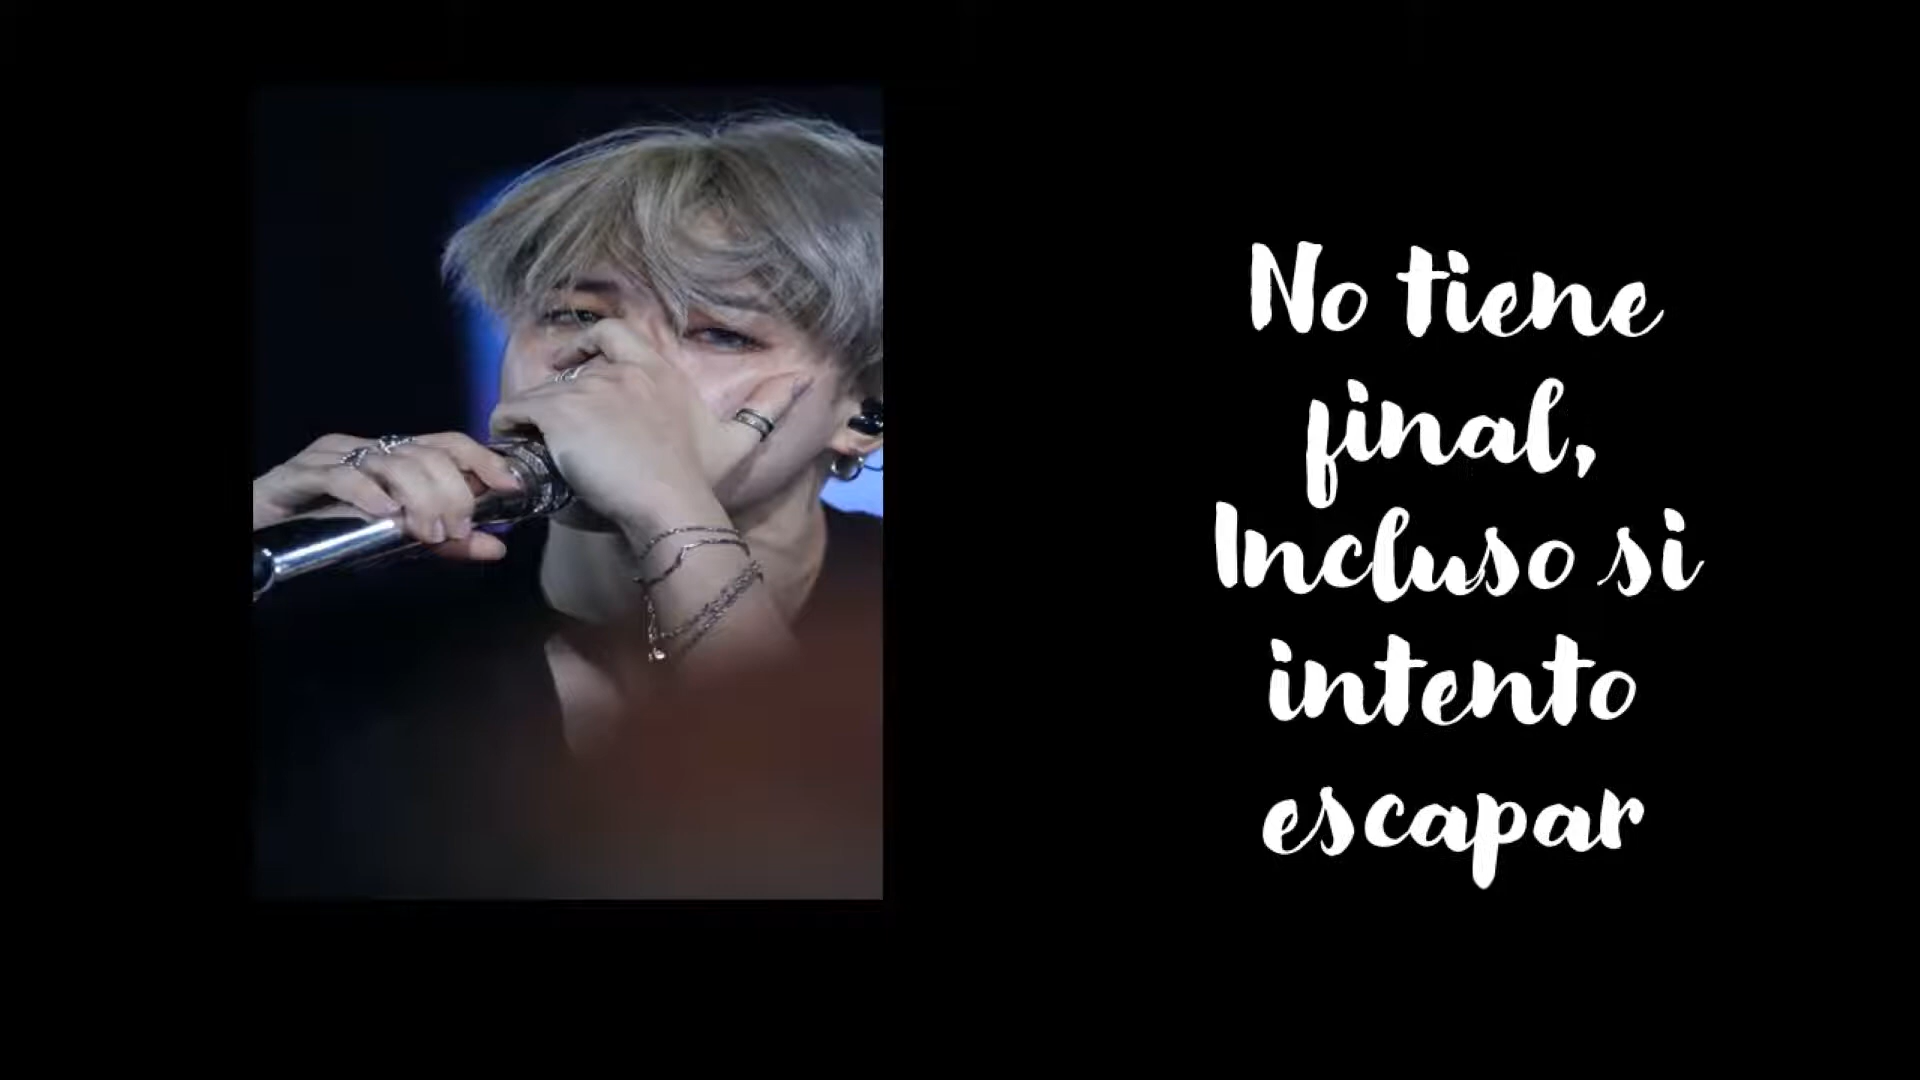 No tiene
final,
Incluso si
intento
escapar